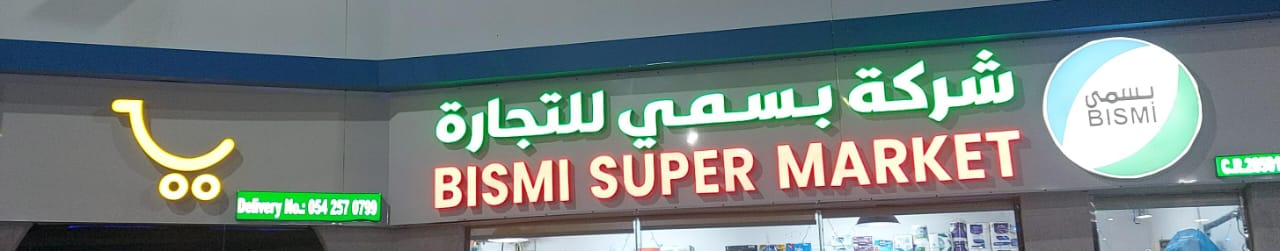 شركة بسمي للتجارة
BISMI SUPER MARKET
بسمي
BISMI
Delivery No.: 054 257 0799